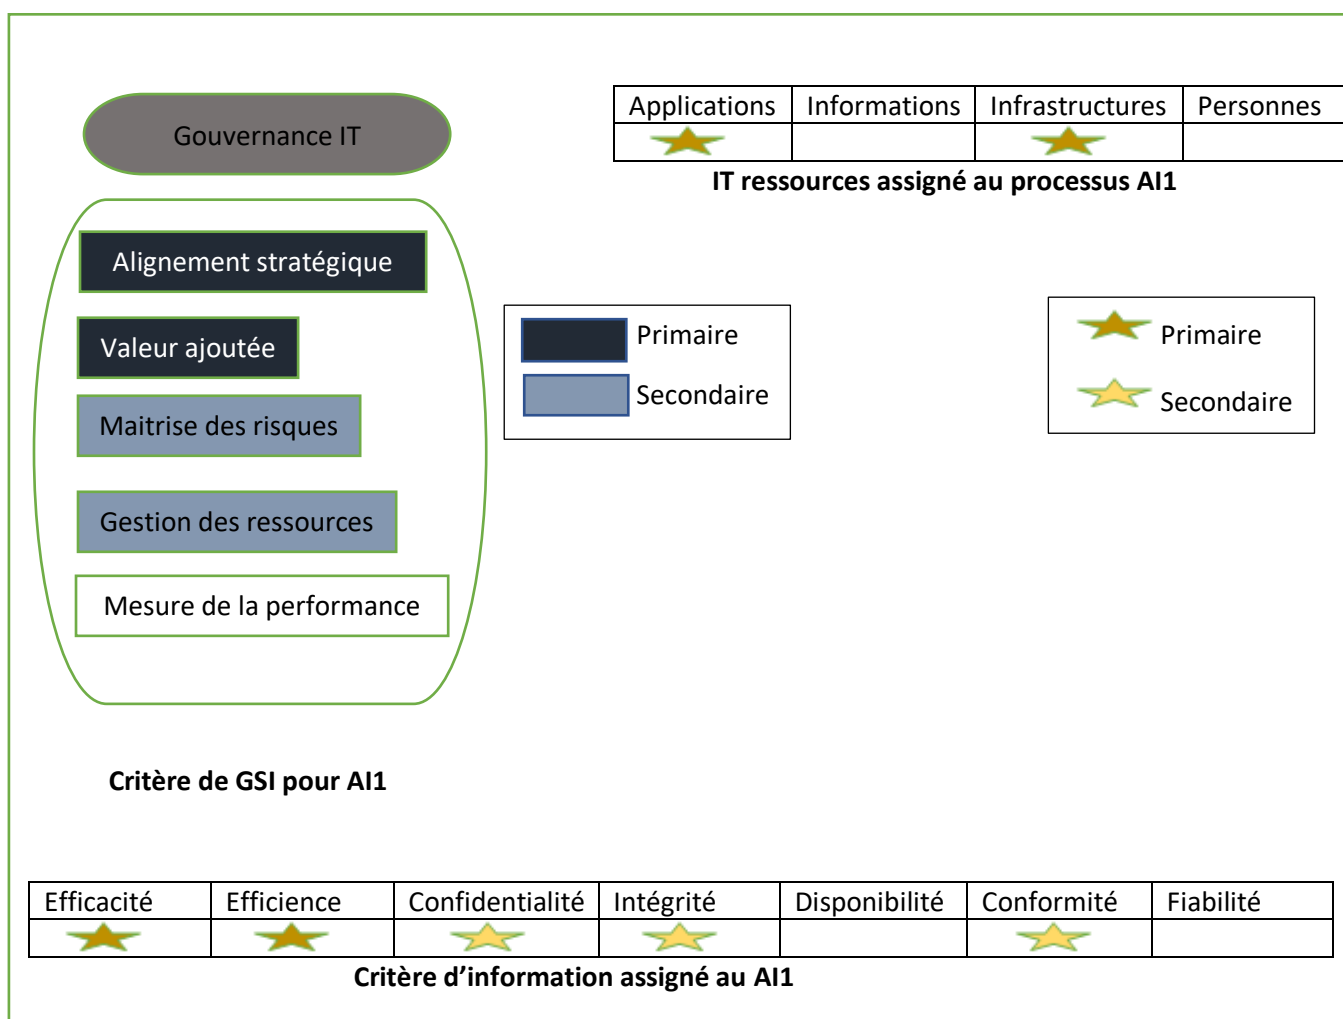 Gouvernance IT
Applications Informations Infrastructures Personnes
IT ressources assigné au processus AI1
Alignement stratégique
Valeur ajoutée
Maitrise des risques
Gestion des ressources
Mesure de la performance
Primaire
Secondaire
Primaire
Secondaire
Critère de GSI pour AI1
Efficacité Efficience Confidentialité Intégrité Disponibilité Conformité Fiabilité
Critère d’information assigné au AI1